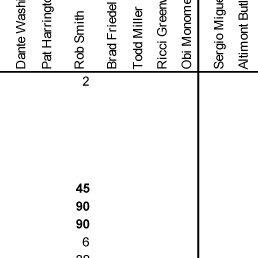 Dante Washi
Pat Harringto
Rob Smith
Brad Friedel
Todd Miller
Ricci Greenw
Obi Monome
Sergio Migue
Altimont Butl
2
45
90
90
6